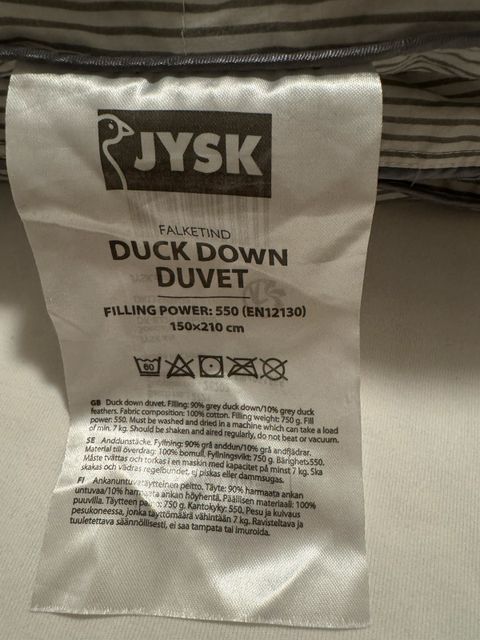 JYSK
FALKETIND
DUCK DOWN
DUVET
FILLING POWER: 550 (EN12130)
150x210 cm
60
GB Duck down duvet. Filling: 90% grey duck down/10% grey duck
feathers. Fabric composition: 100% cotton. Filling weight: 750 g. Fill
power: 550. Must be washed and dried in a machine which can take a load
of min. 7 kg. Should be shaken and aired regularly, do not beat or vacuum.
SE Anddunstäcke. Fyllning: 90% grå anddun/10% grå andfjädrar.
Material till överdrag: 100% bomull. Fyllningsvikt: 750 g. Bärighet: 550.
Måste tvättas och torkas i en maskin med kapacitet på minst 7 kg. Ska
skakas och vädras regelbundet, ej piskas eller dammsugas.
FI Ankanuntuvatäytteinen peitto. Täyte: 90% harmaata ankan
untuvaa/10% harmaata ankan höyhentä. Päällisen materiaali: 100%
puuvilla. Täytteen paino: 750 g. Kantokyky: 550. Pesu ja kuivaus
pesukoneessa, jonka täyttömäärä vähintään 7 kg. Ravisteltava ja
tuuletettava säännöllisesti, ei saa tampata tai imuroida.